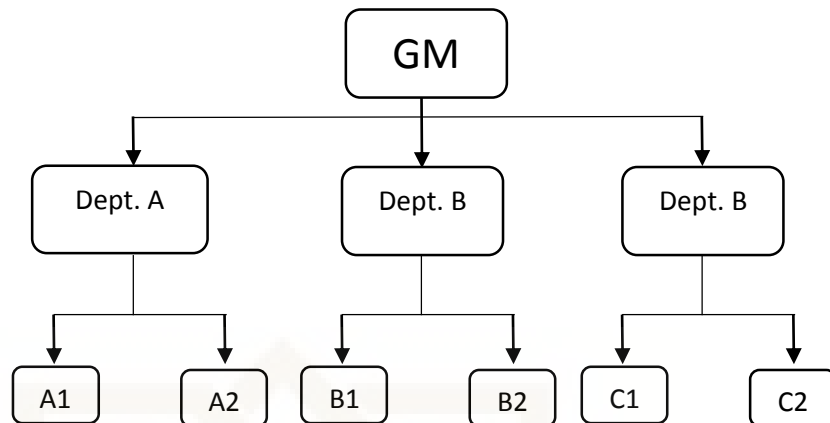 GM
Dept. A
Dept. B
Dept. B
A1
A2
B1
B2
C1
C2